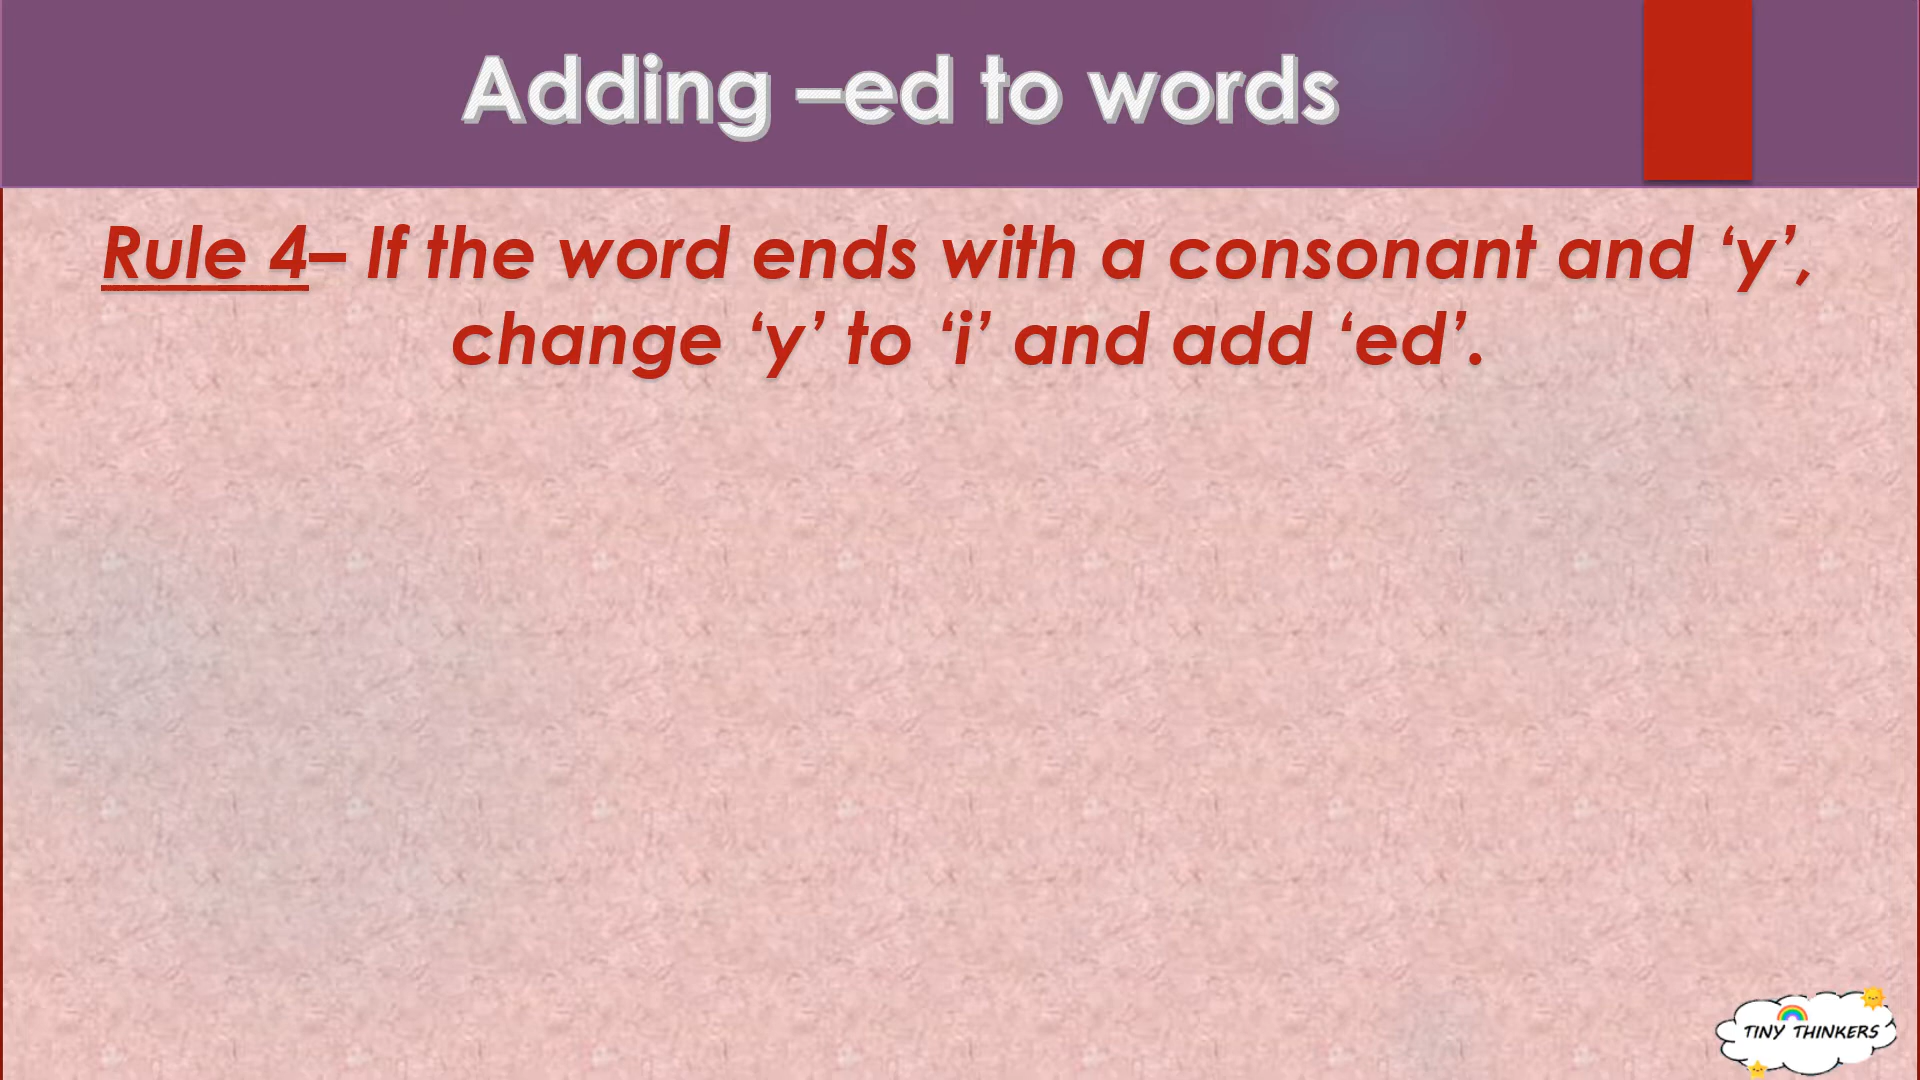 Adding –ed to words
Rule 4– If the word ends with a consonant and ‘y’,
change ‘y’ to ‘i’ and add ‘ed’.
TINY THINKERS